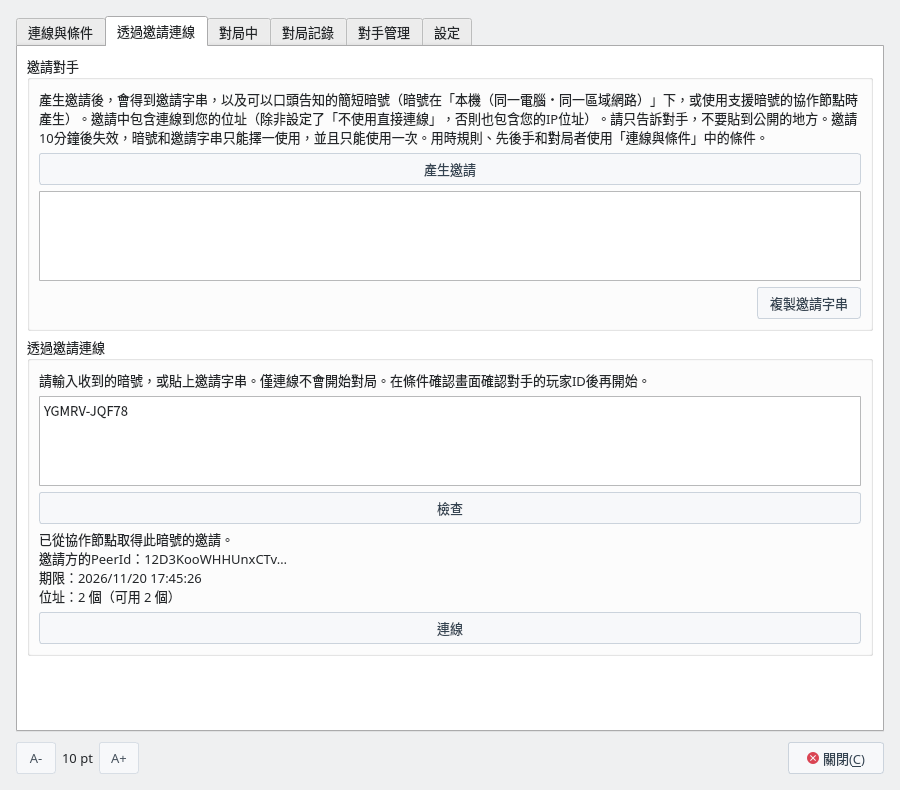 連線與條件 透過邀請連線 對局中 對局記錄 對手管理 設定
邀請對手
產生邀請後，會得到邀請字串，以及可以口頭告知的簡短暗號（暗號在「本機（同一電腦・同一區域網路）」下，或使用支援暗號的協作節點時
產生）。邀請中包含連線到您的位址（除非設定了「不使用直接連線」，否則也包含您的IP位址）。請只告訴對手，不要貼到公開的地方。邀請
10分鐘後失效，暗號和邀請字串只能擇一使用，並且只能使用一次。用時規則、先後手和對局者使用「連線與條件」中的條件。
產生邀請
複製邀請字串
透過邀請連線
請輸入收到的暗號，或貼上邀請字串。僅連線不會開始對局。在條件確認畫面確認對手的玩家ID後再開始。
YGMRV-JQF78
檢查
已從協作節點取得此暗號的邀請。
邀請方的PeerId：12D3KooWHHUnxCTv…
期限：2026/11/20 17:45:26
位址：2 個（可用 2 個）
連線
A- 10 pt A+ 關閉(C)